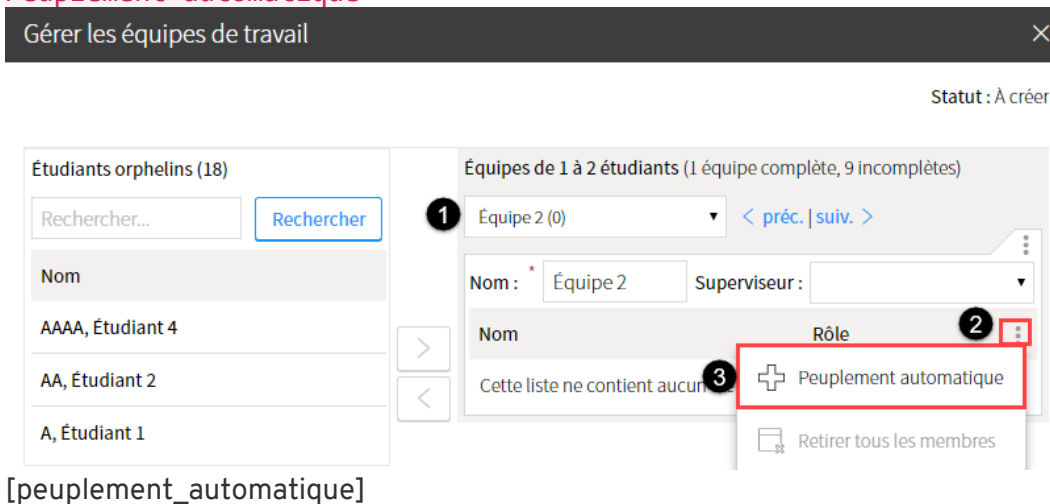 Peuplement automatique
Gérer les équipes de travail
Statut : À créer
Étudiants orphelins (18)
Rechercher...
Rechercher
Nom
AAAA, Étudiant 4
AA, Étudiant 2
A, Étudiant 1
Équipes de 1 à 2 étudiants (1 équipe complète, 9 incomplètes)
1
Équipe 2 (0)
< préc. | suiv. >
Nom : * Équipe 2 Superviseur :
Nom Rôle 2
Cette liste ne contient
3 Peuplement automatique
Retirer tous les membres
[peuplement_automatique]